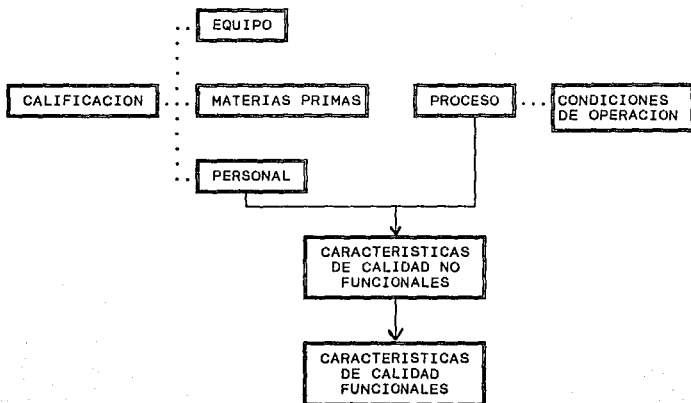 EQUIPO
CALIFICACION
MATERIAS PRIMAS
PROCESO
CONDICIONES
DE OPERACION
PERSONAL
CARACTERISTICAS
DE CALIDAD NO
FUNCIONALES
CARACTERISTICAS
DE CALIDAD
FUNCIONALES